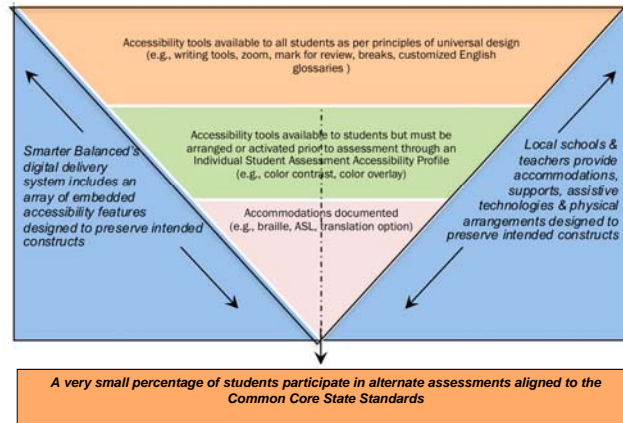 Accessibility tools available to all students as per principles of universal design
(e.g., writing tools, zoom, mark for review, breaks, customized English
glossaries )
Accessibility tools available to students but must be
arranged or activated prior to assessment through an
Individual Student Assessment Accessibility Profile
(e.g., color contrast, color overlay)
Accommodations documented
(e.g., braille, ASL, translation option)
Smarter Balanced's
digital delivery
system includes an
array of embedded
accessibility features
designed to preserve intended
constructs
Local schools &
teachers provide
accommodations,
supports, assistive
technologies & physical
arrangements designed to
preserve intended constructs
A very small percentage of students participate in alternate assessments aligned to the
Common Core State Standards